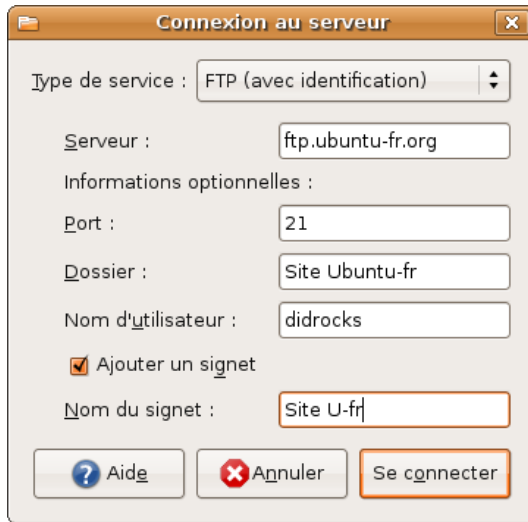 Connexion au serveur
Type de service : FTP (avec identification)
Serveur : ftp.ubuntu-fr.org
Informations optionnelles :
Port : 21
Dossier : Site Ubuntu-fr
Nom d'utilisateur : didrocks
Ajouter un signet
Nom du signet : Site U-fr
Aide Annuler Se connecter